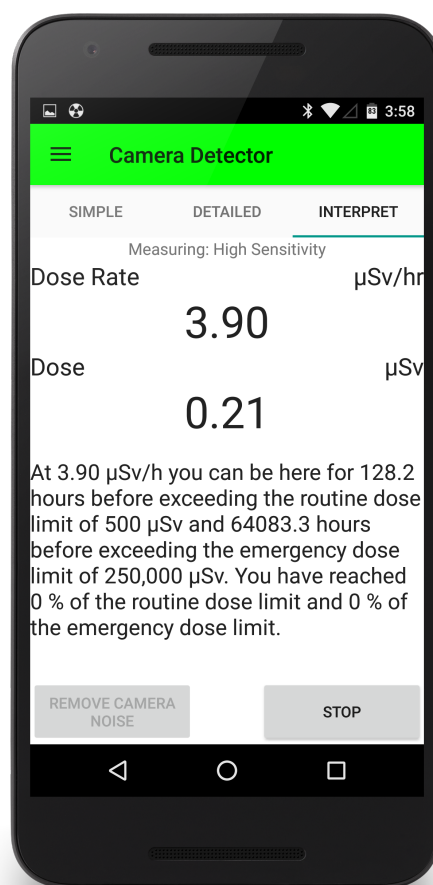 83 3:58
Camera Detector
SIMPLE DETAILED INTERPRET
Measuring: High Sensitivity
Dose Rate µSv/hr
3.90
Dose µSv
0.21
At 3.90 µSv/h you can be here for 128.2
hours before exceeding the routine dose
limit of 500 µSv and 64083.3 hours
before exceeding the emergency dose
limit of 250,000 µSv. You have reached
0 % of the routine dose limit and 0 % of
the emergency dose limit.
REMOVE CAMERA
NOISE
STOP